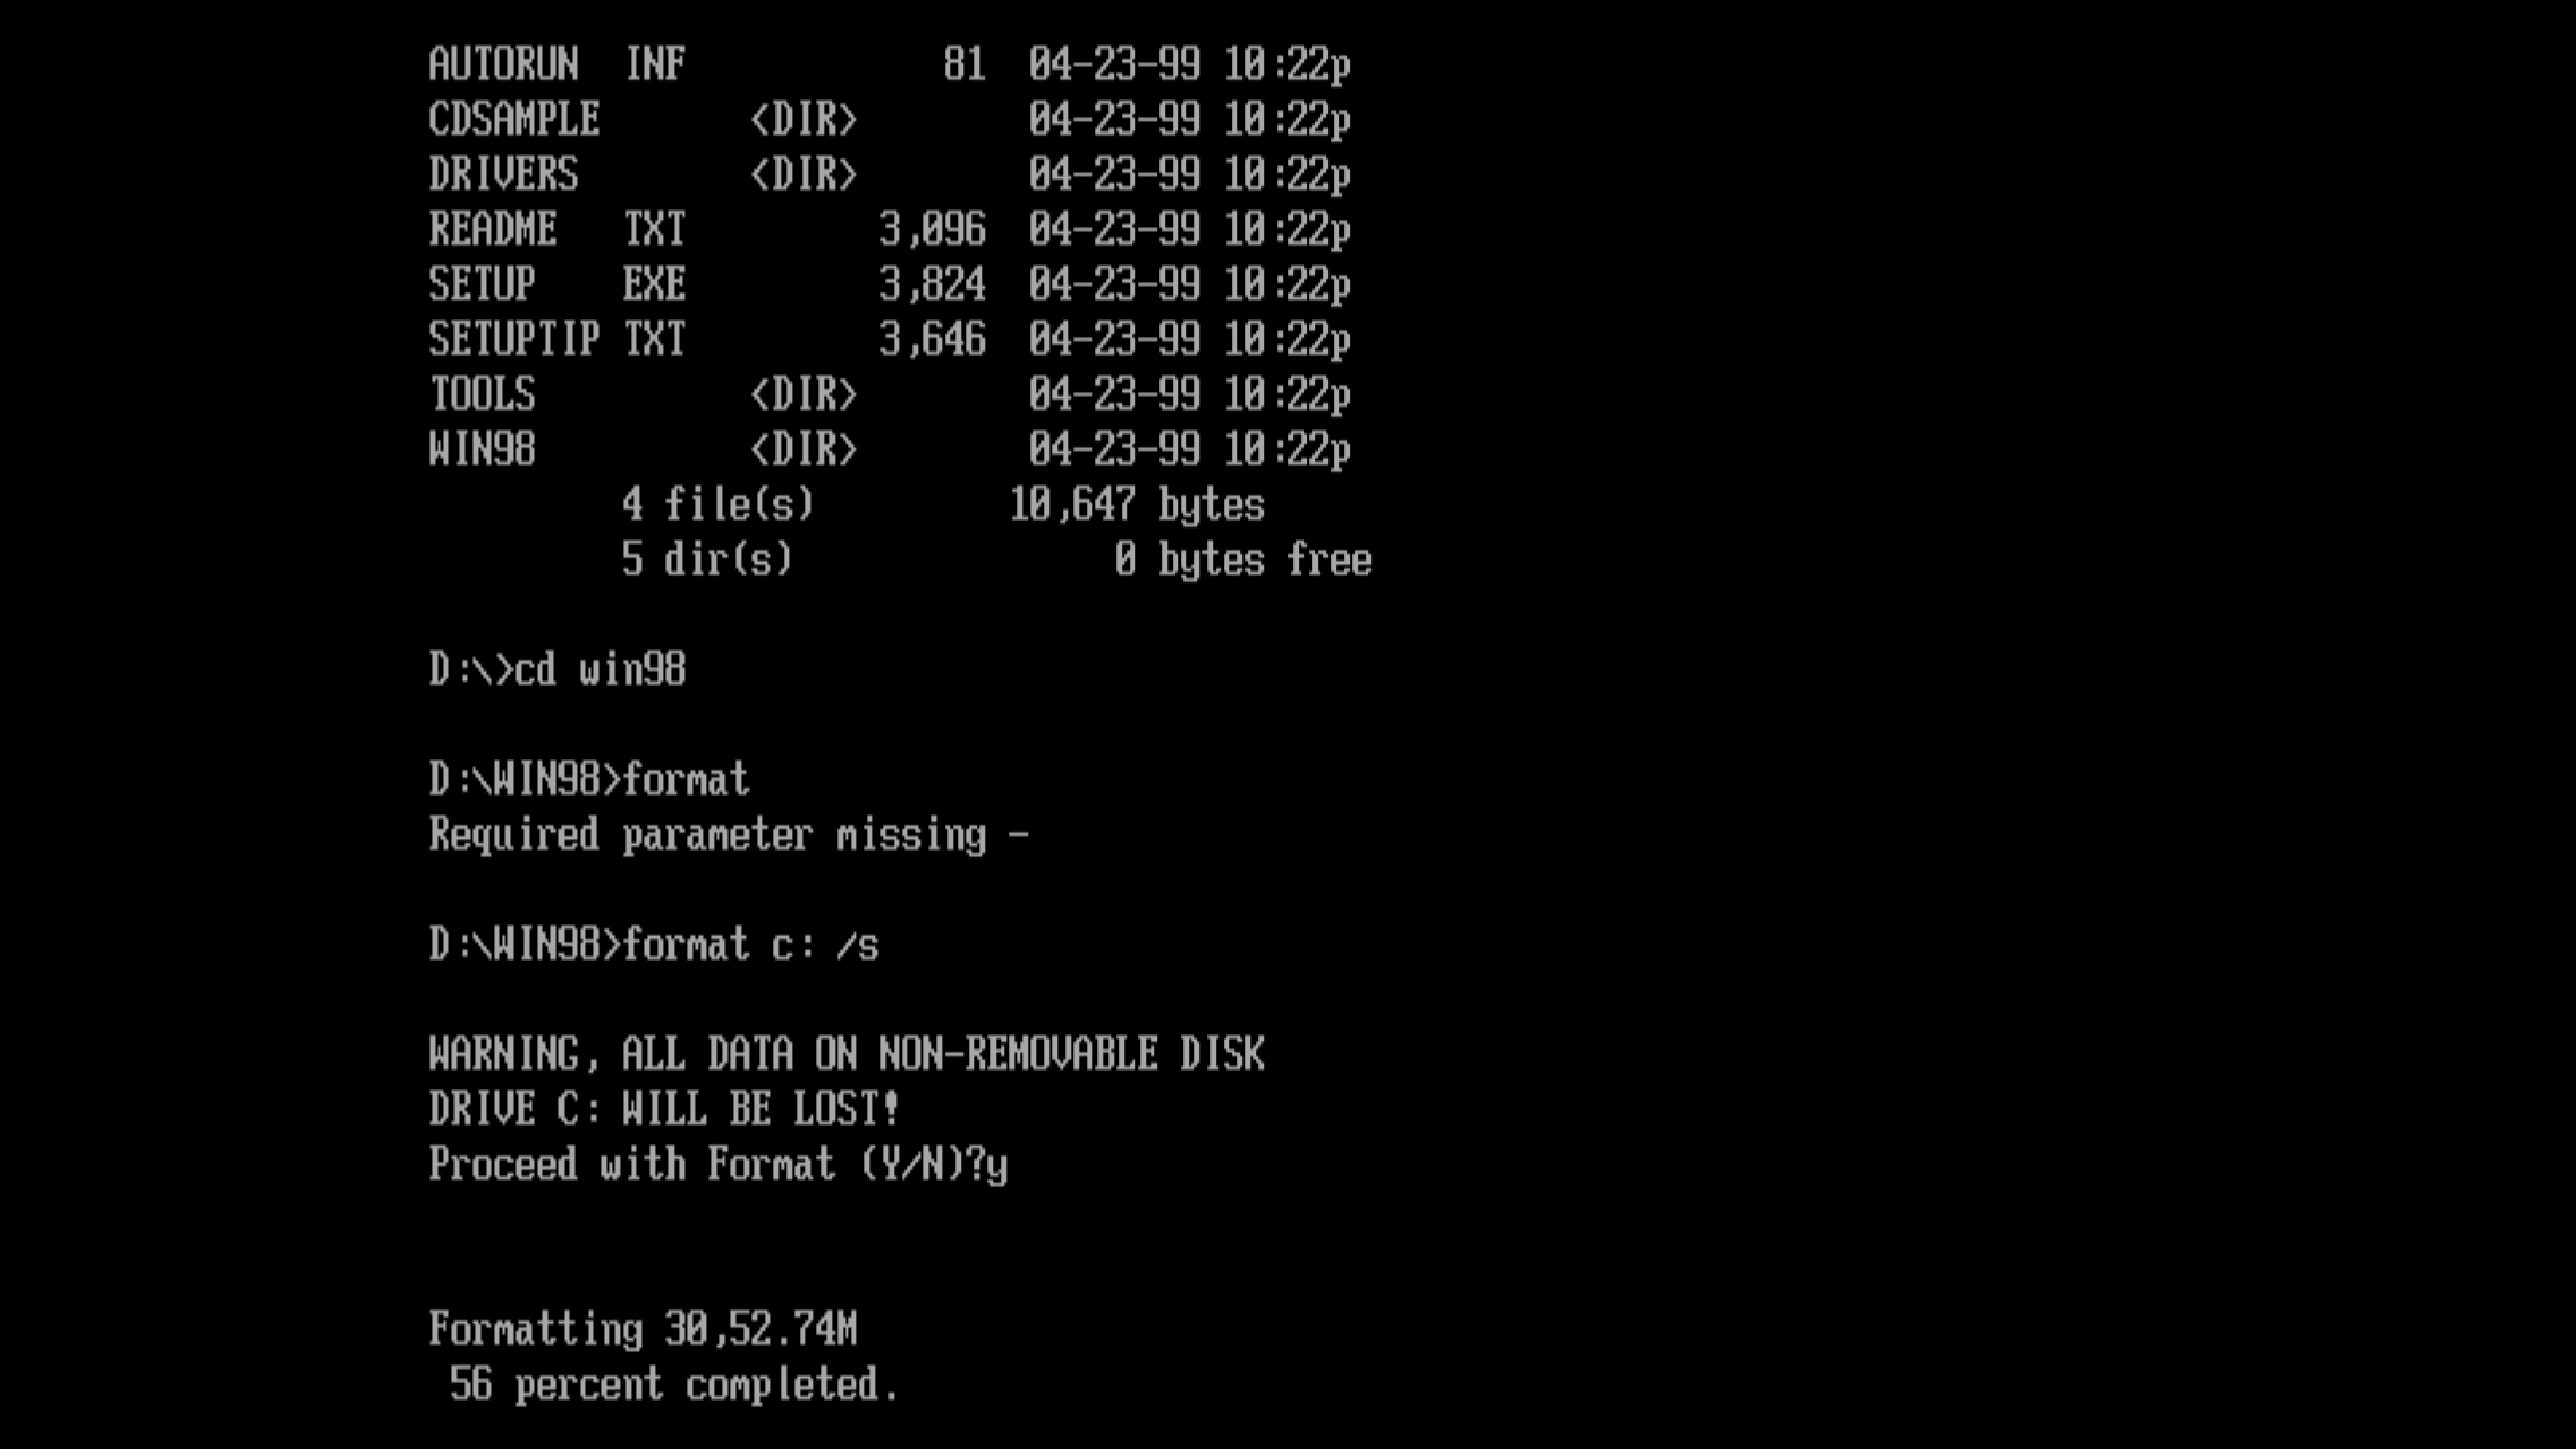 AUTORUN  INF            81  04-23-99 10:22p
CDSAMPLE       <DIR>        04-23-99 10:22p
DRIVERS        <DIR>        04-23-99 10:22p
README   TXT         3,096  04-23-99 10:22p
SETUP    EXE         3,824  04-23-99 10:22p
SETUPTIP TXT         3,646  04-23-99 10:22p
TOOLS          <DIR>        04-23-99 10:22p
WIN98          <DIR>        04-23-99 10:22p
4 file(s)         10,647 bytes
5 dir(s)               0 bytes free
D:\>cd win98
D:\WIN98>format
Required parameter missing -
D:\WIN98>format c: /s
WARNING, ALL DATA ON NON-REMOVABLE DISK
DRIVE C: WILL BE LOST!
Proceed with Format (Y/N)?y
Formatting 30,52.74M
56 percent completed.